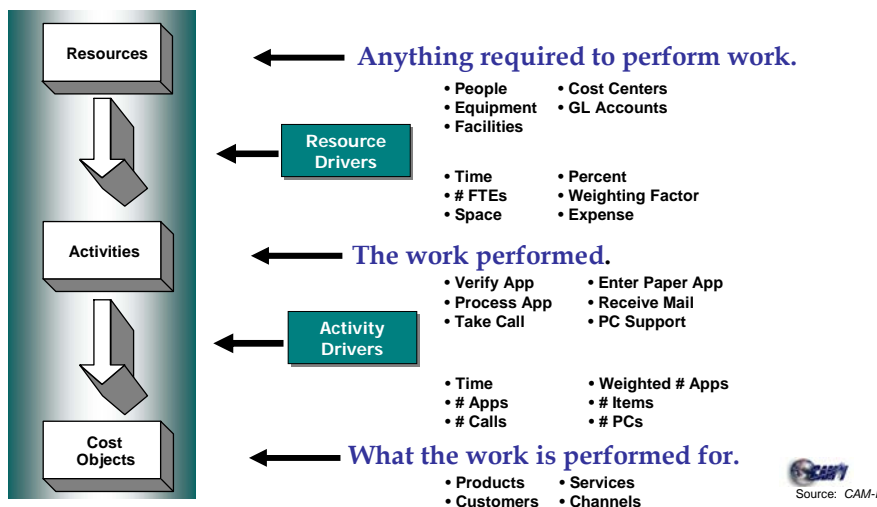 Resources
Anything required to perform work.
• People • Cost Centers
• Equipment • GL Accounts
• Facilities
Resource
Drivers
• Time • Percent
• # FTEs • Weighting Factor
• Space • Expense
Activities
The work performed.
• Verify App • Enter Paper App
• Process App • Receive Mail
• Take Call • PC Support
Activity
Drivers
• Time • Weighted # Apps
• # Apps • # Items
• # Calls • # PCs
Cost
Objects
What the work is performed for.
• Products • Services
• Customers • Channels
Source: CAM-I